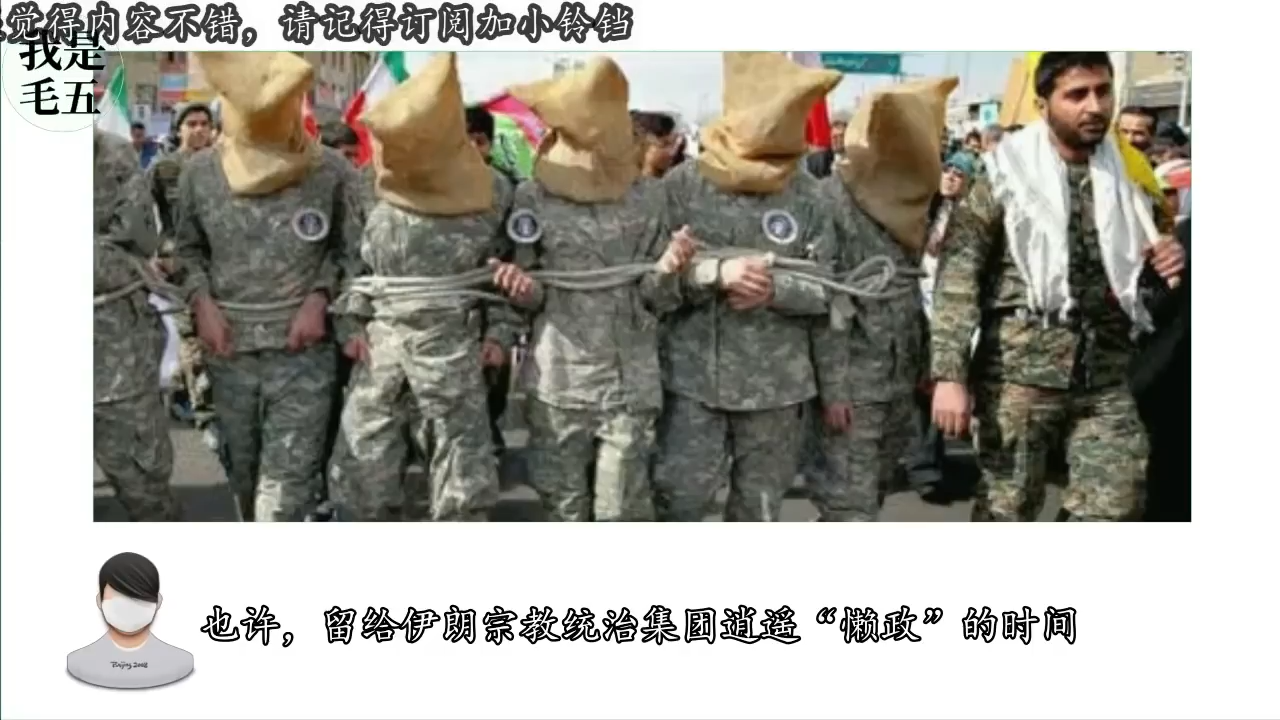 觉得内容不错，请记得订阅加小铃铛
我是
毛五
Beijing 2008
也许，留给伊朗宗教统治集团逍遥“懒政”的时间